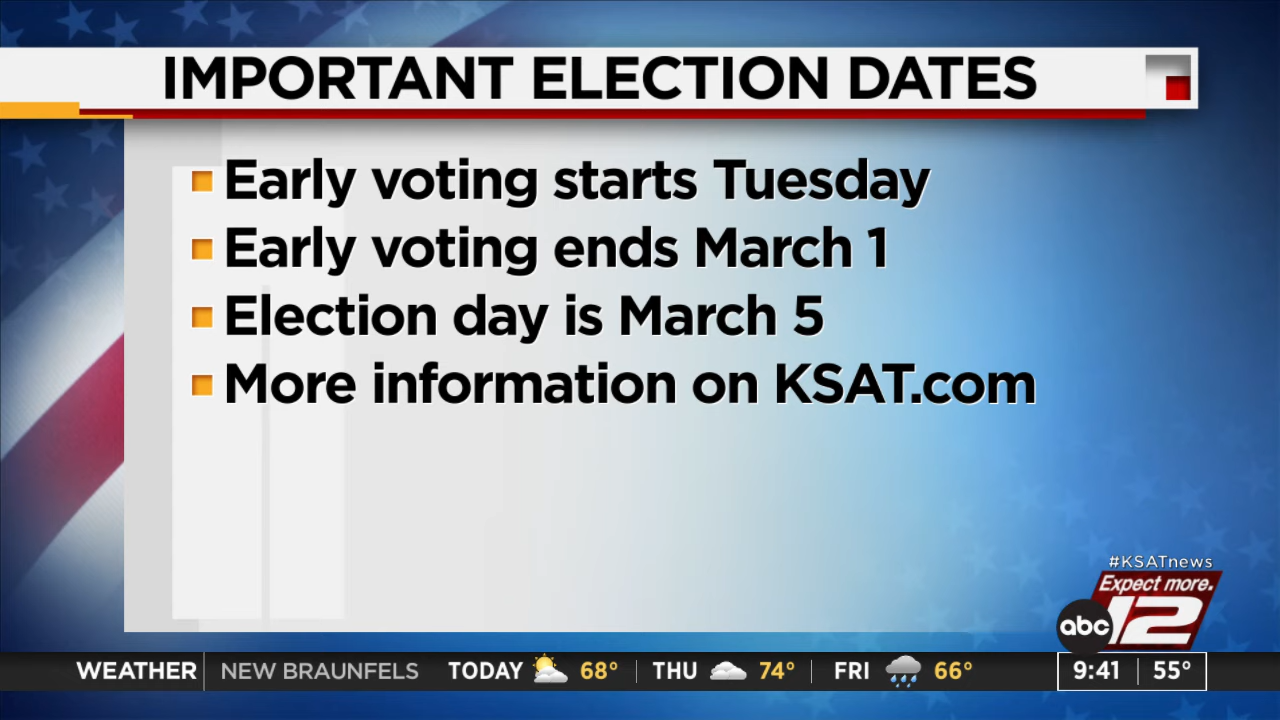 IMPORTANT ELECTION DATES
Early voting starts Tuesday
Early voting ends March 1
Election day is March 5
More information on KSAT.com
#KSATnews
Expect more.
abc 12
WEATHER NEW BRAUNFELS TODAY 68° THU 74° FRI 66° 9:41 55°